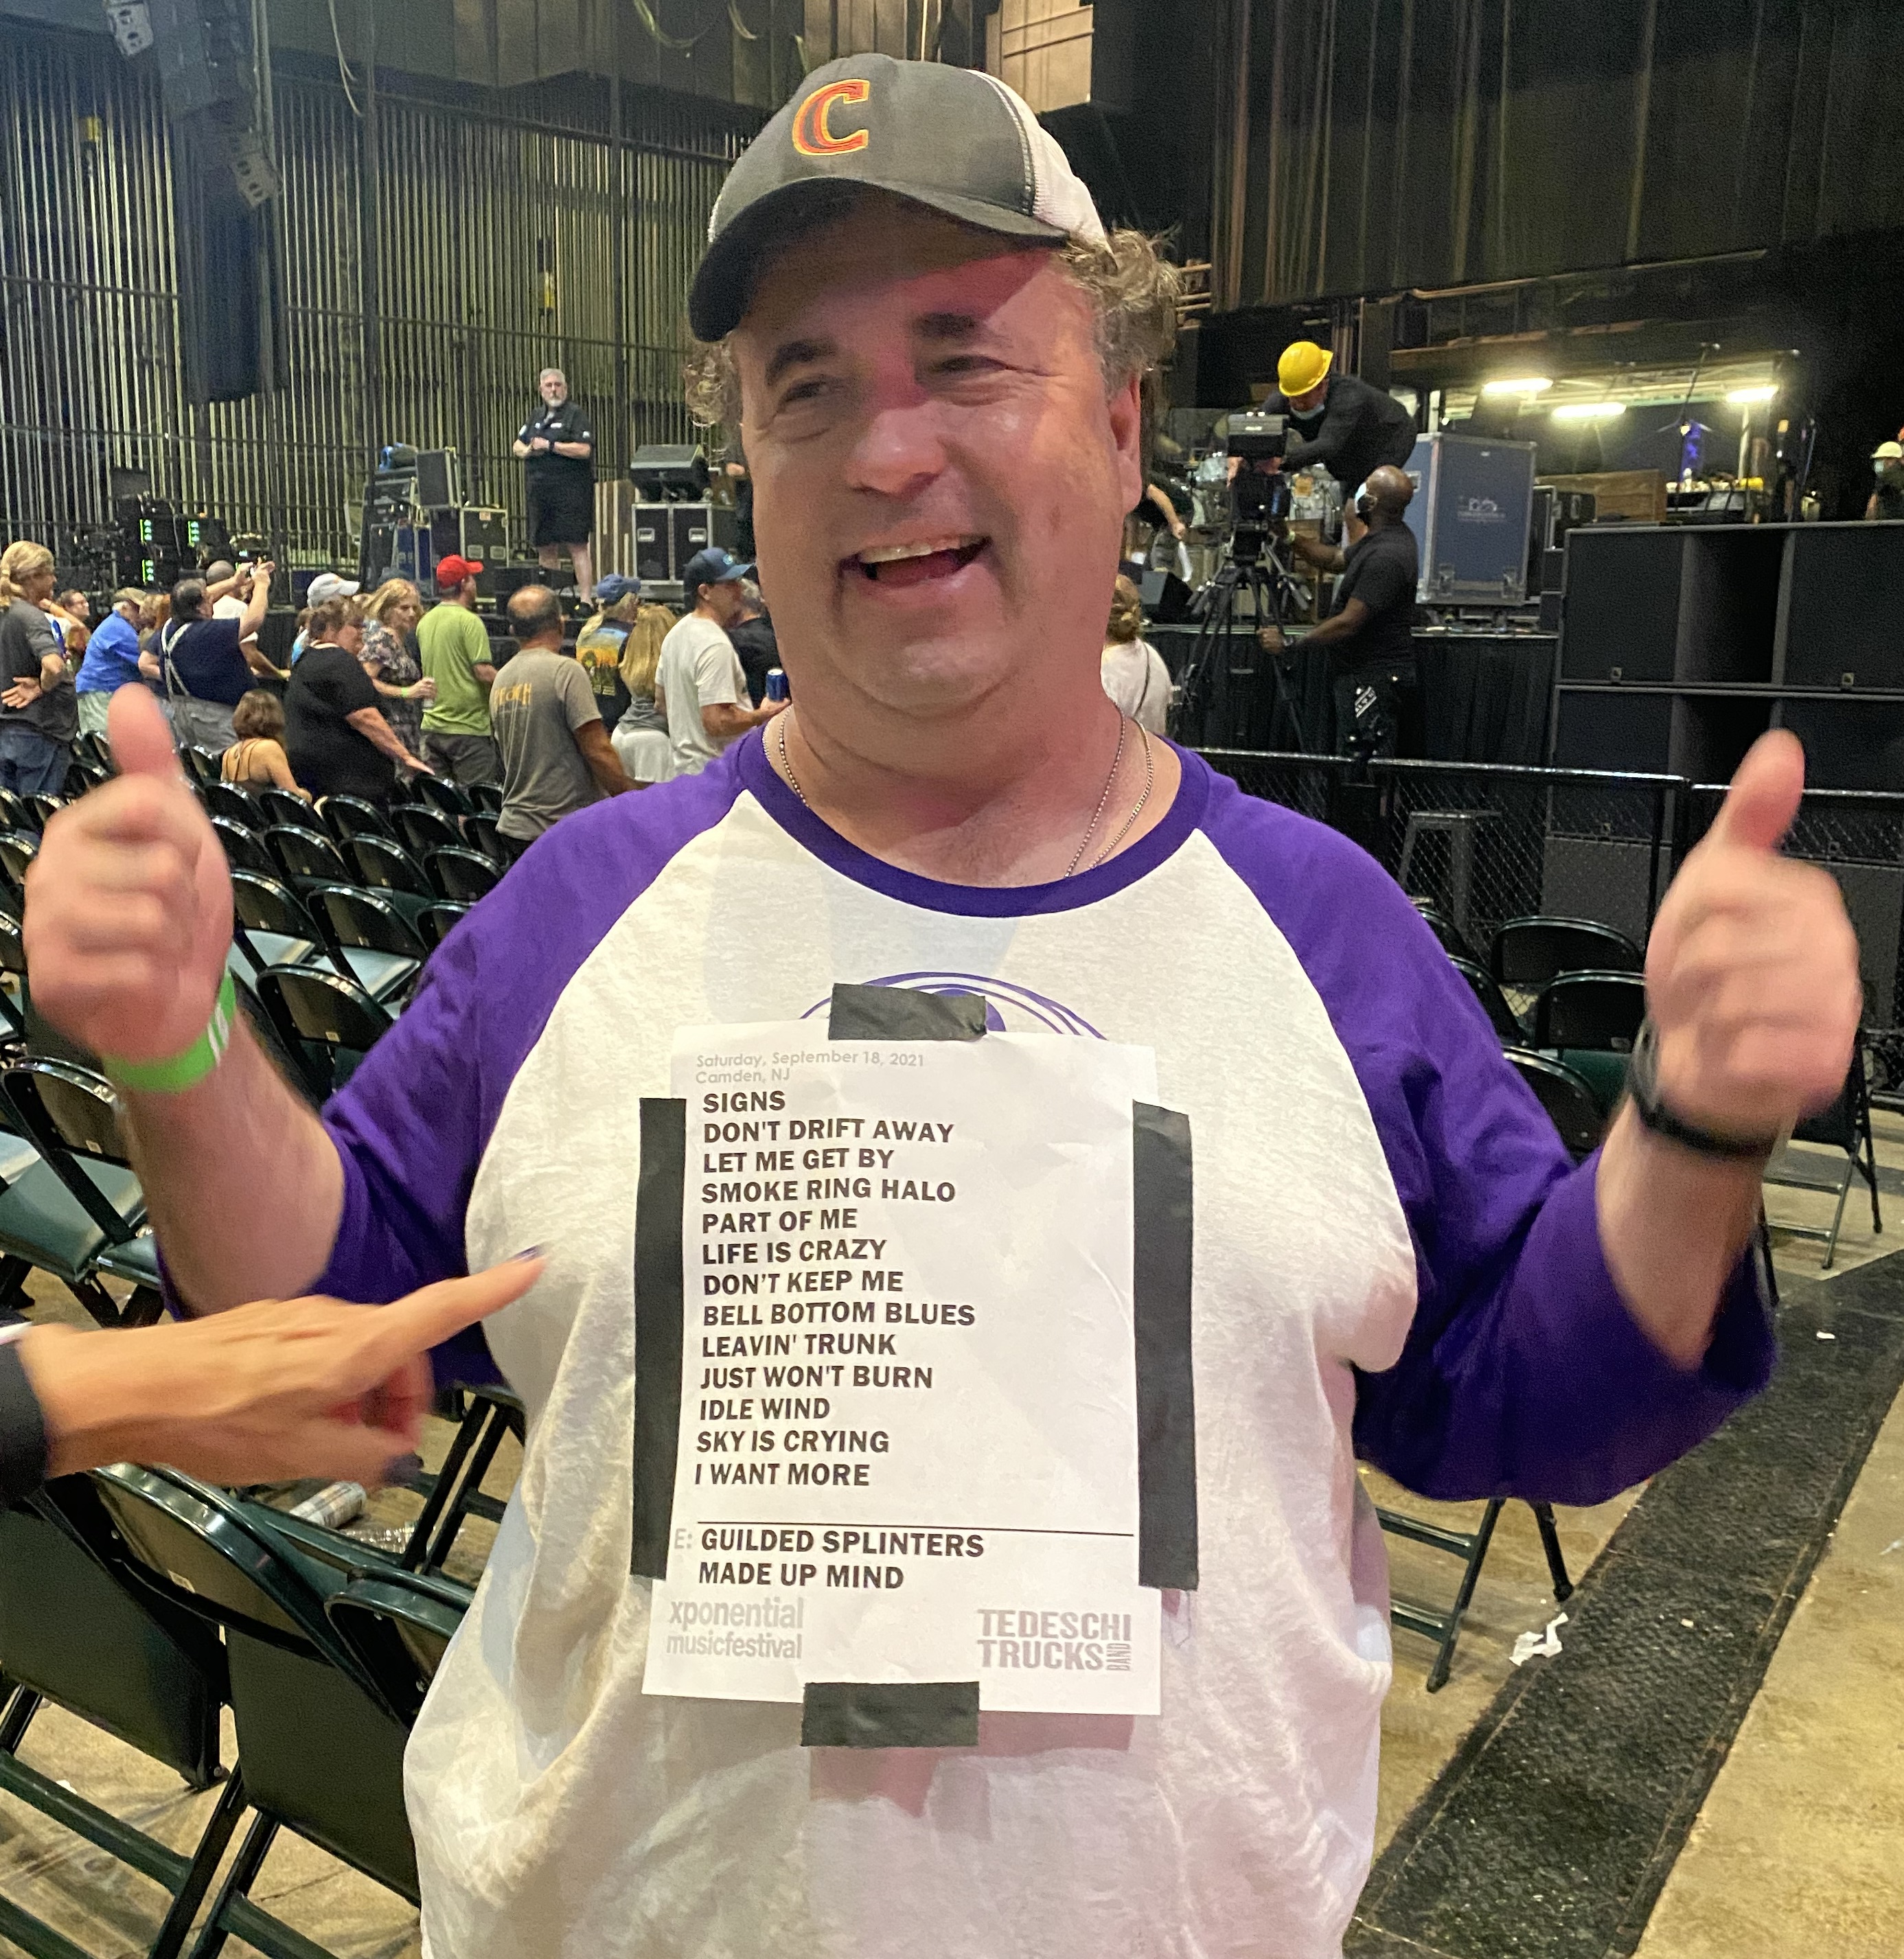 C
Saturday, September 18, 2021
Camden, NJ
SIGNS
DON'T DRIFT AWAY
LET ME GET BY
SMOKE RING HALO
PART OF ME
LIFE IS CRAZY
DON'T KEEP ME
BELL BOTTOM BLUES
LEAVIN' TRUNK
JUST WON'T BURN
IDLE WIND
SKY IS CRYING
I WANT MORE
E: GUILDED SPLINTERS
MADE UP MIND
xponential
musicfestival
TEDESCHI
TRUCKS BAND